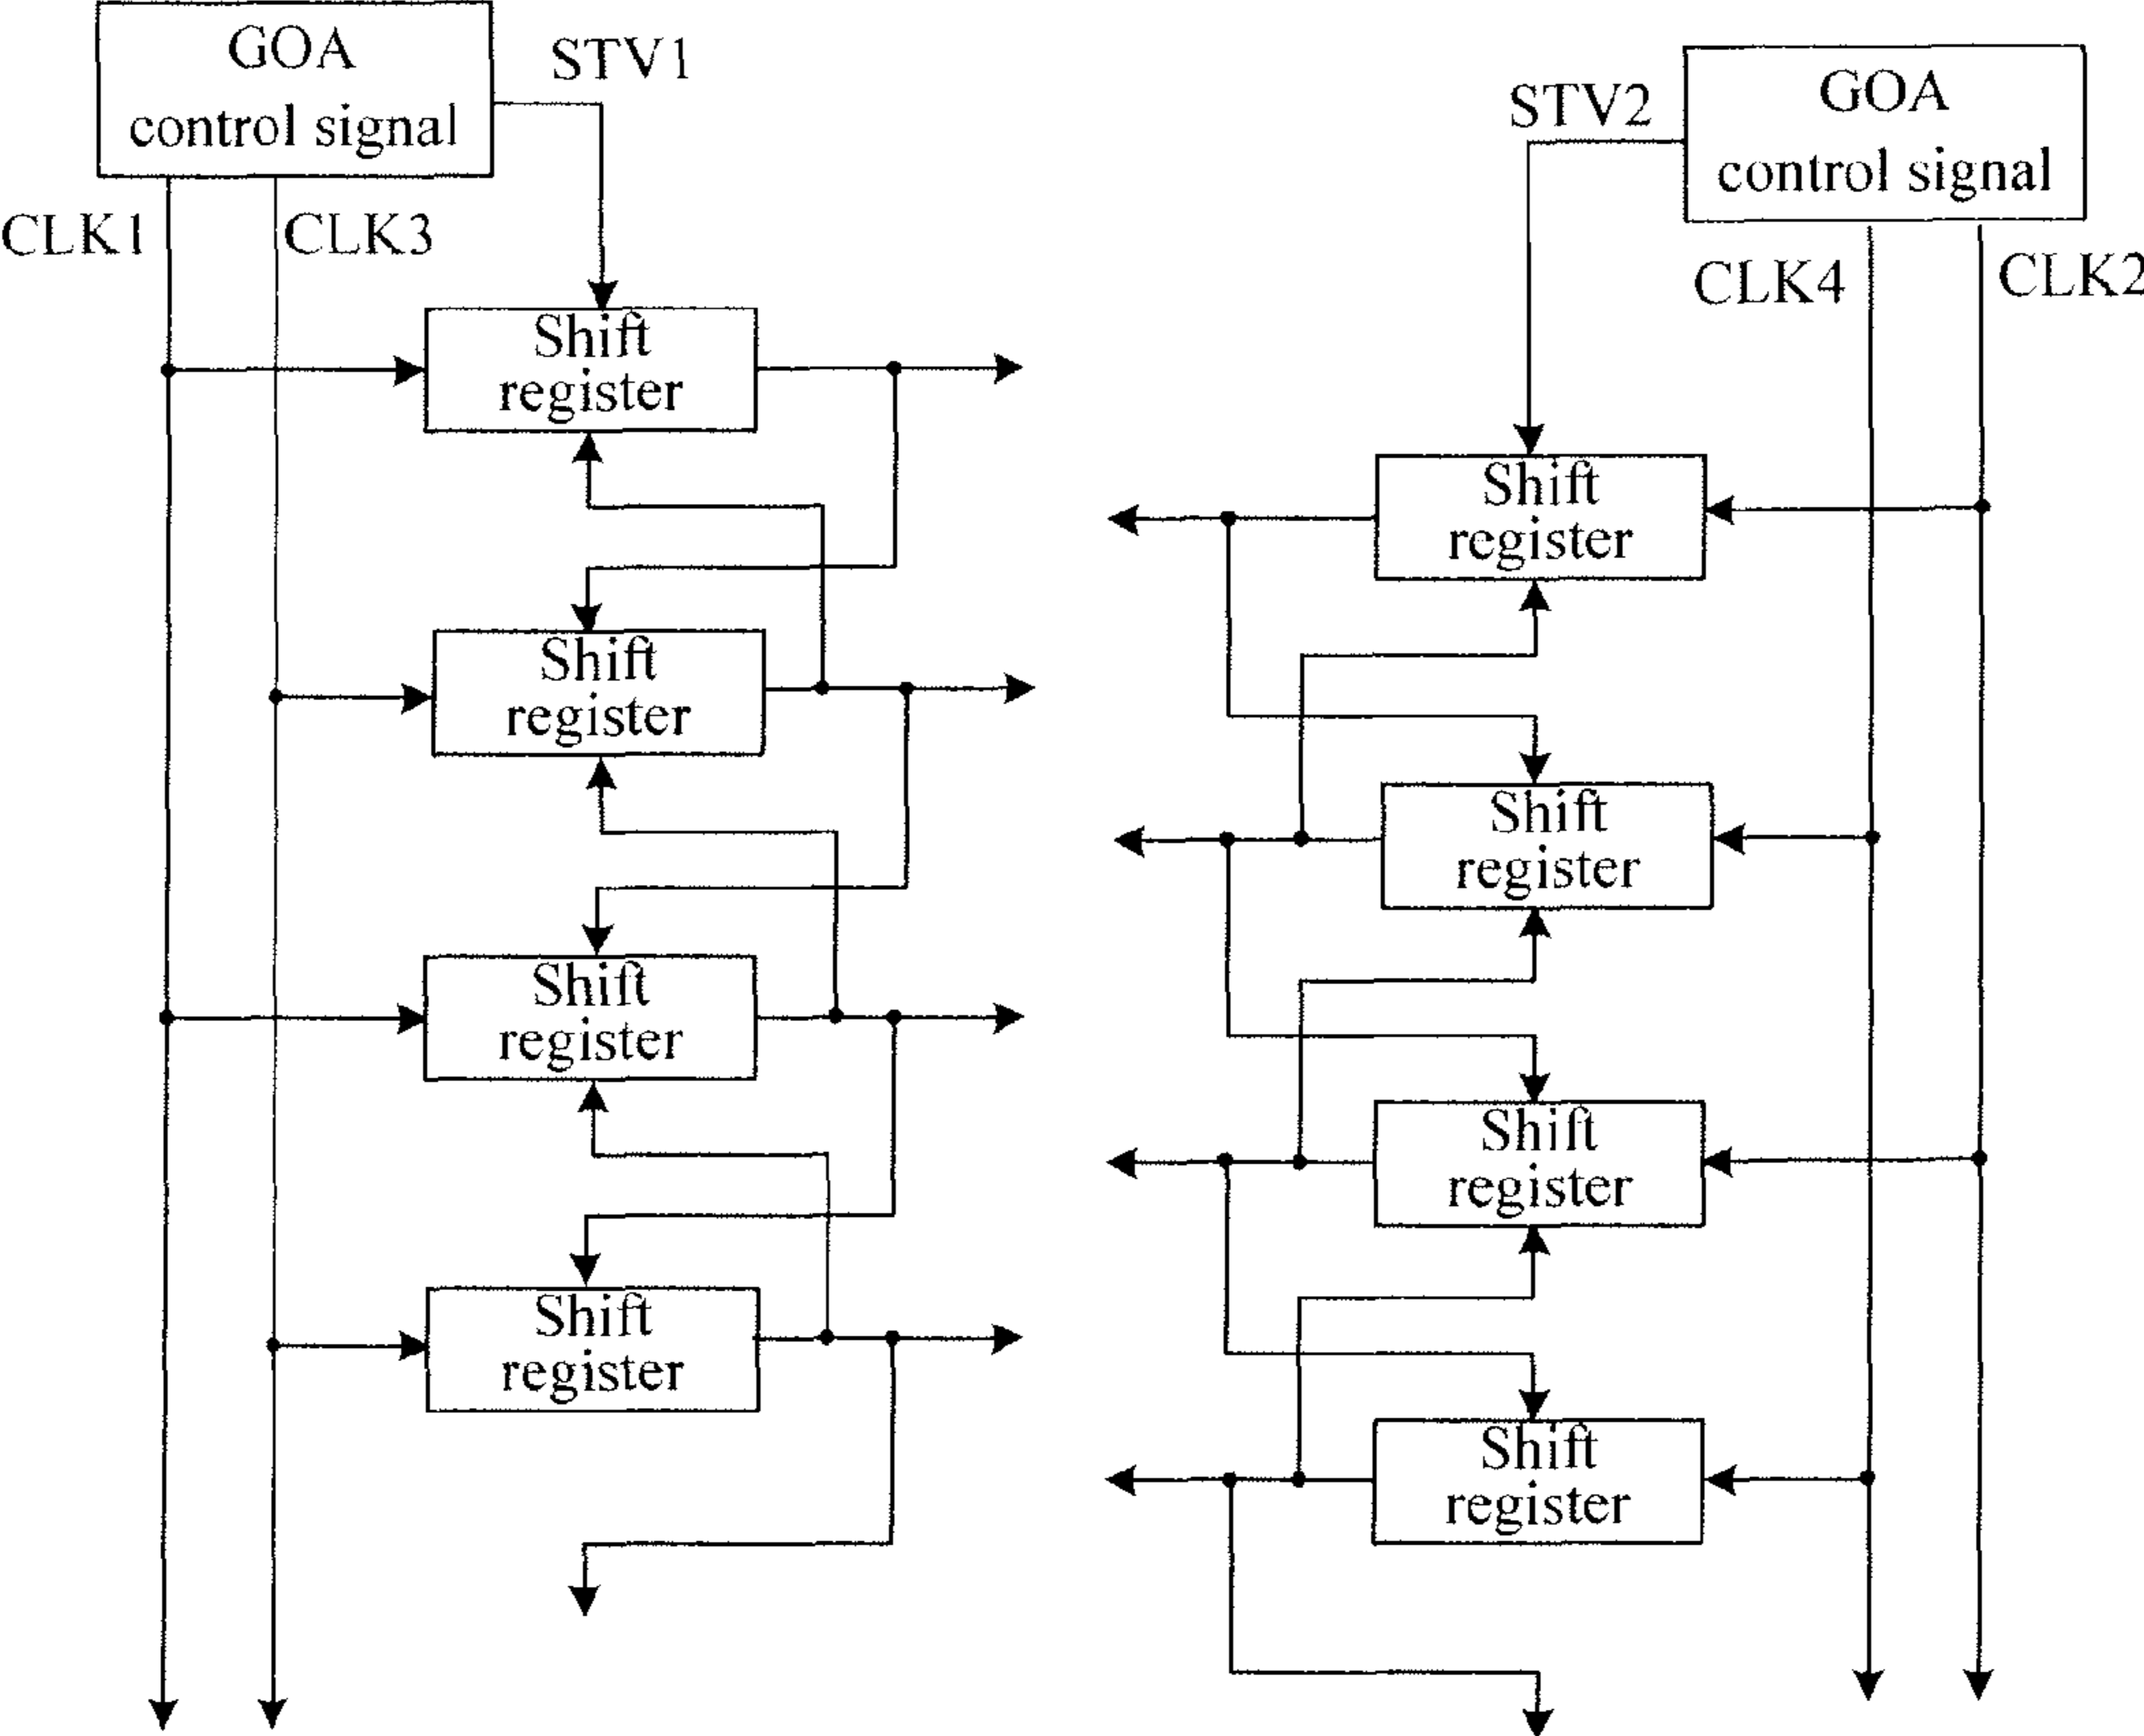 GOA
control signal
STV1
CLK1
CLK3
Shift
register
Shift
register
Shift
register
Shift
register
GOA
control signal
STV2
CLK4
CLK2
Shift
register
Shift
register
Shift
register
Shift
register